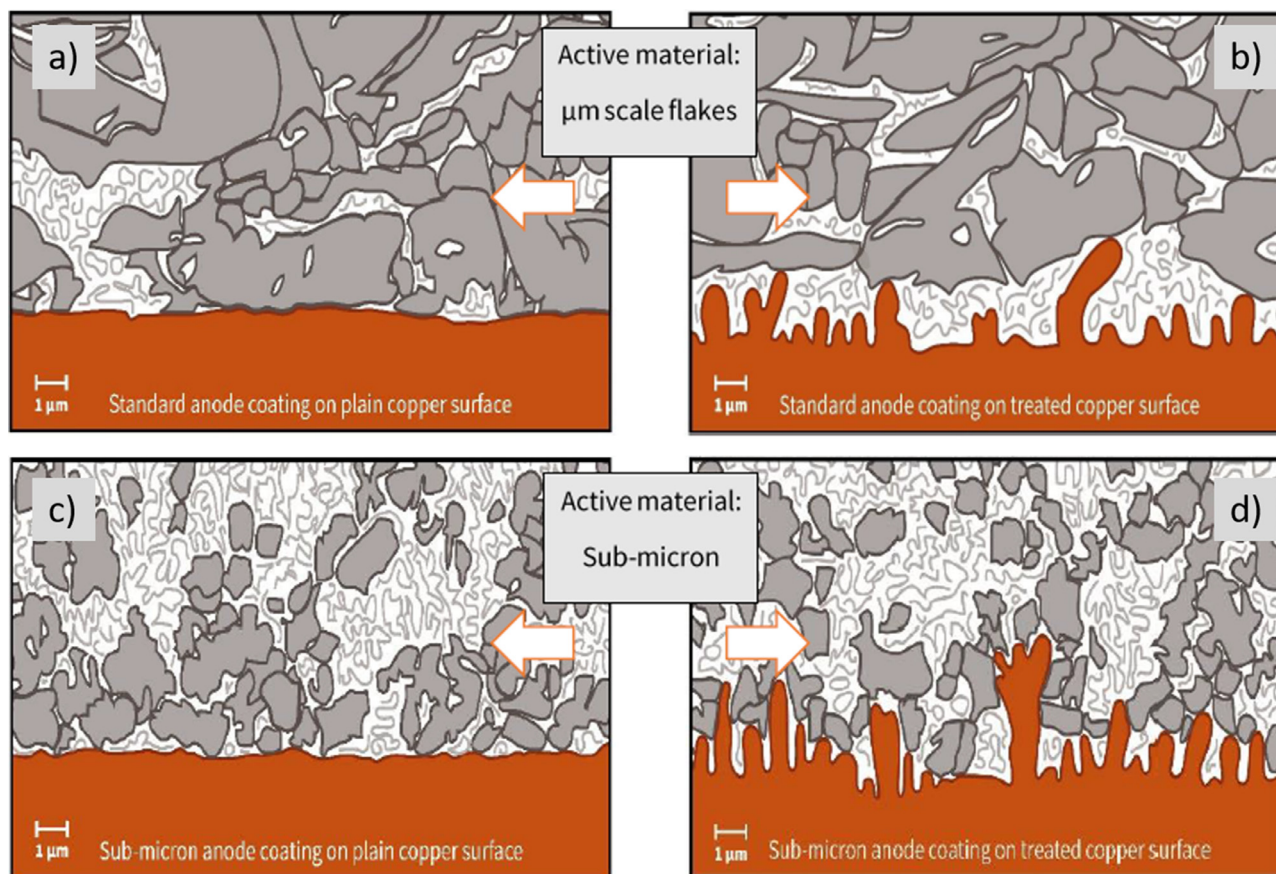 a)
Active material:
µm scale flakes
b)
1 µm
Standard anode coating on plain copper surface
1 µm
Standard anode coating on treated copper surface
c)
Active material:
Sub-micron
d)
1 µm
Sub-micron anode coating on plain copper surface
1 µm
Sub-micron anode coating on treated copper surface